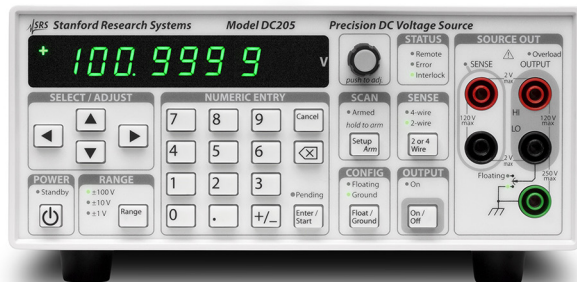 SRS Stanford Research Systems Model DC205 Precision DC Voltage Source
+ 100.9999 V
push to adj.
STATUS
Remote
Error
Interlock
SOURCE OUT
Overload
SENSE OUTPUT
2 V max
120 V max
HI
120 V max
LO
2 V max
Floating
250 V max
SELECT / ADJUST
NUMERIC ENTRY
7 8 9 Cancel
4 5 6
1 2 3
Pending
0 . +/_ Enter / Start
SCAN
Armed
hold to arm
Setup Arm
SENSE
4-wire
2-wire
2 or 4 Wire
POWER
Standby
RANGE
±100 V
±10 V
±1 V
Range
CONFIG
Floating
Ground
Float / Ground
OUTPUT
On
On / Off